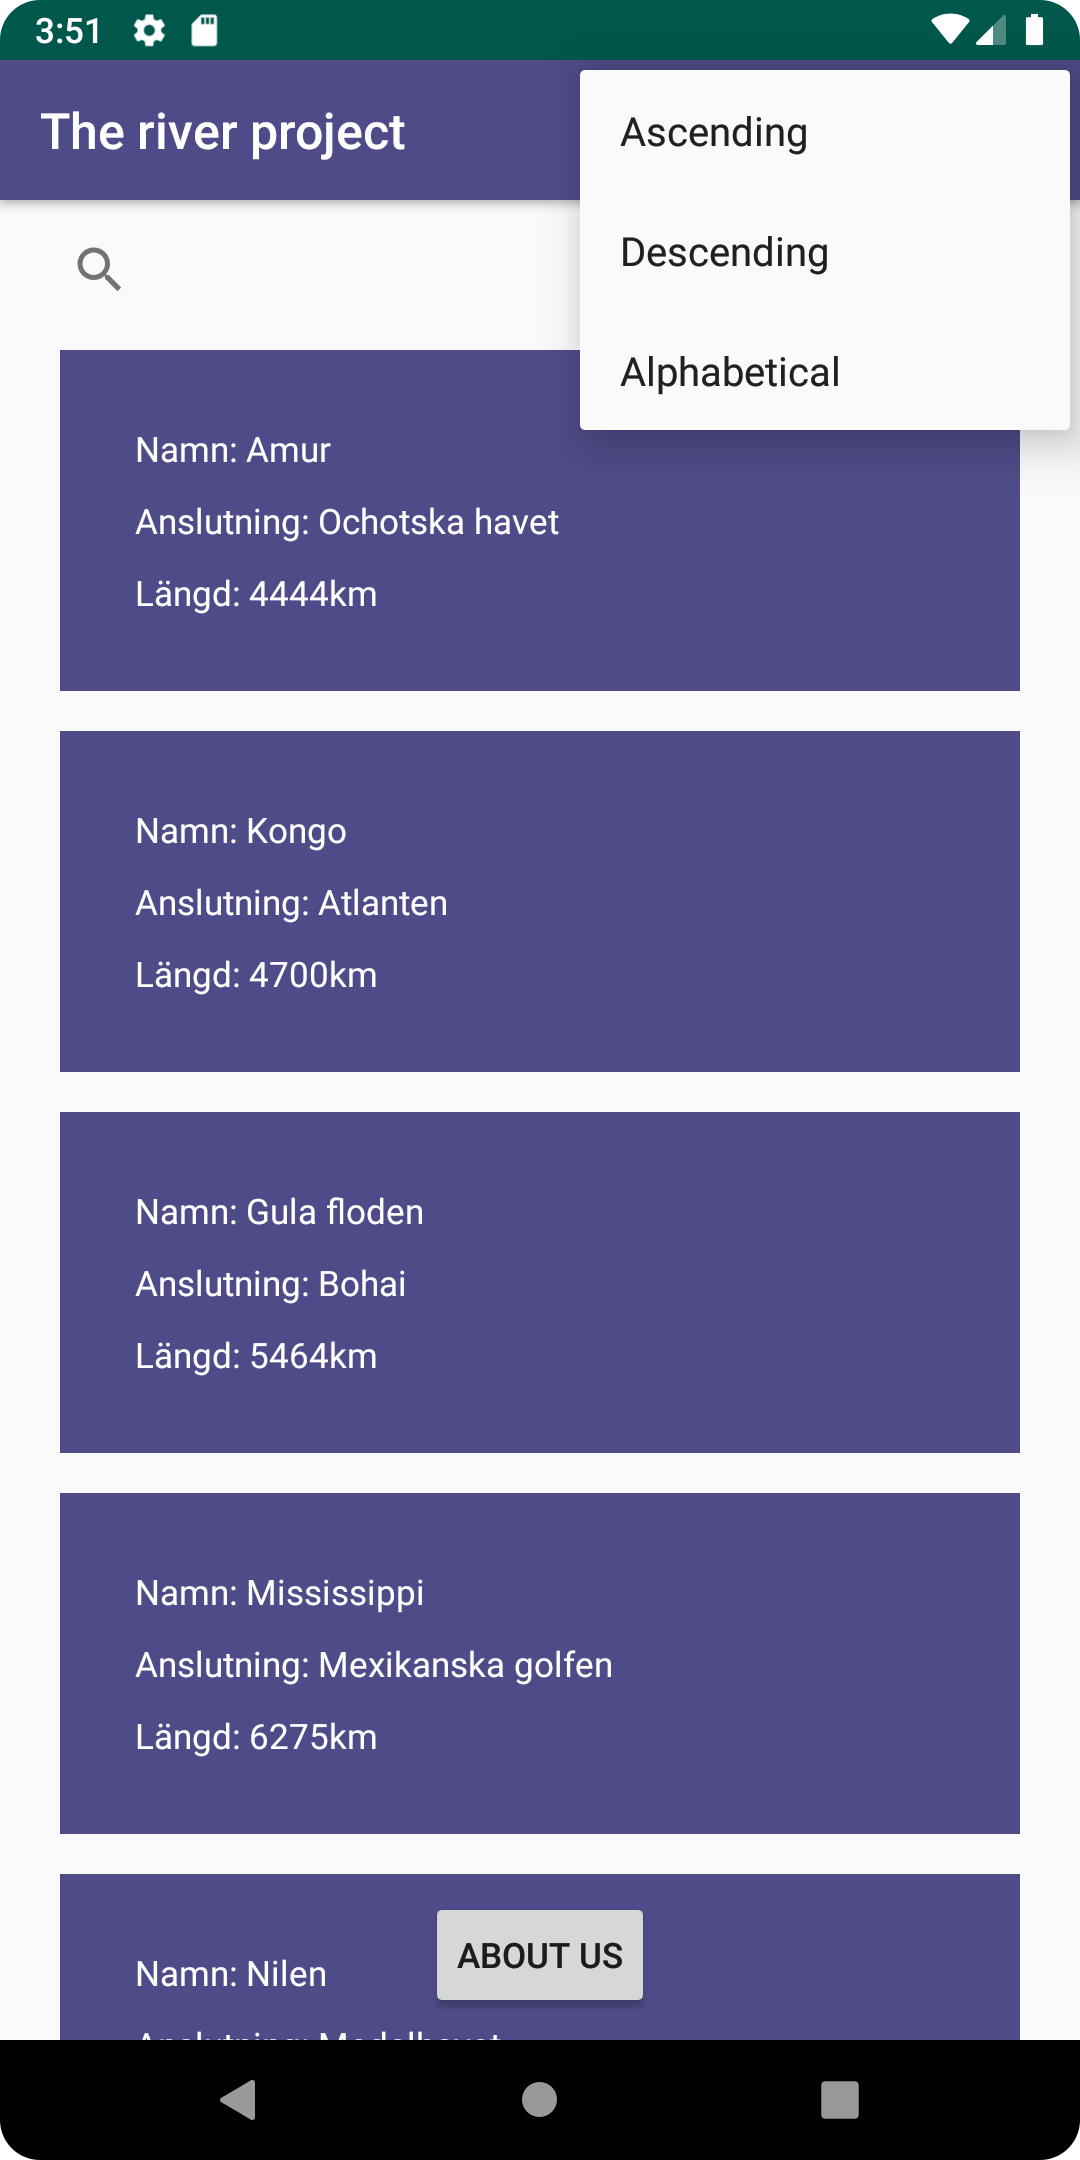 3:51
The river project
Ascending
Descending
Alphabetical
Namn: Amur
Anslutning: Ochotska havet
Längd: 4444km
Namn: Kongo
Anslutning: Atlanten
Längd: 4700km
Namn: Gula floden
Anslutning: Bohai
Längd: 5464km
Namn: Mississippi
Anslutning: Mexikanska golfen
Längd: 6275km
Namn: Nilen
ABOUT US
Anslutning: Medelhavet